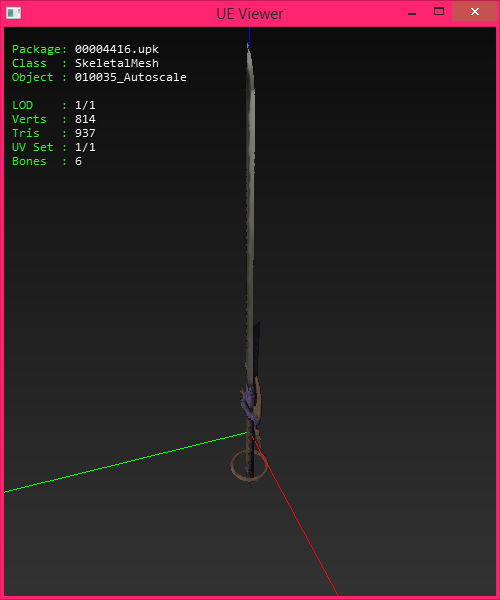 UE Viewer
Package: 00004416.upk
Class  : SkeletalMesh
Object : 010035_Autoscale
LOD    : 1/1
Verts  : 814
Tris   : 937
UV Set : 1/1
Bones  : 6